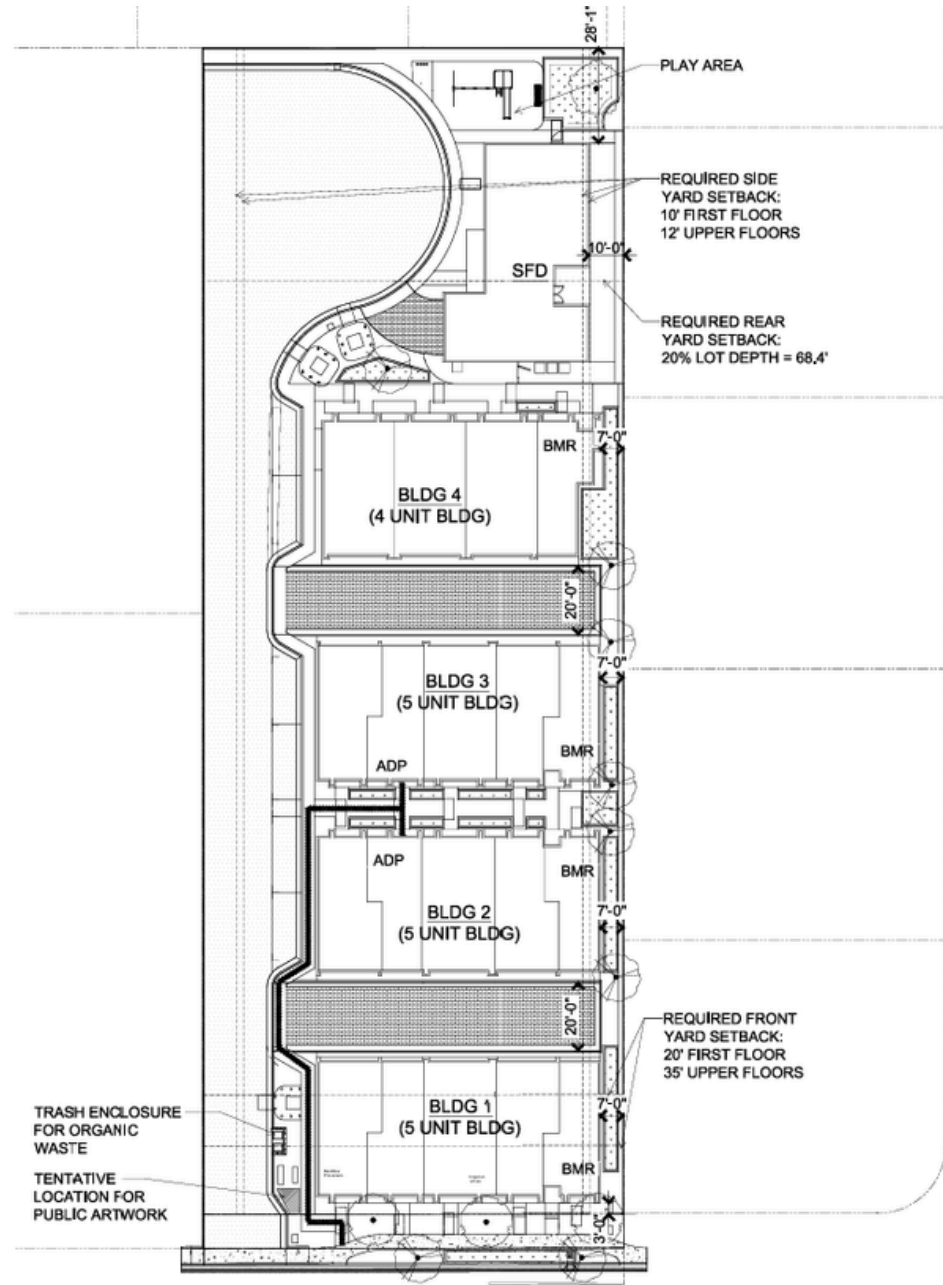 28'-1"
PLAY AREA
REQUIRED SIDE
YARD SETBACK:
10' FIRST FLOOR
12' UPPER FLOORS
10'-0"
SFD
REQUIRED REAR
YARD SETBACK:
20% LOT DEPTH = 68.4'
BMR
7'-0"
BLDG 4
(4 UNIT BLDG)
20'-0"
7'-0"
BLDG 3
(5 UNIT BLDG)
BMR
ADP
ADP
BMR
BLDG 2
(5 UNIT BLDG)
7'-0"
20'-0"
REQUIRED FRONT
YARD SETBACK:
20' FIRST FLOOR
35' UPPER FLOORS
7'-0"
BLDG 1
(5 UNIT BLDG)
TRASH ENCLOSURE
FOR ORGANIC
WASTE
BMR
TENTATIVE
LOCATION FOR
PUBLIC ARTWORK
3'-0"